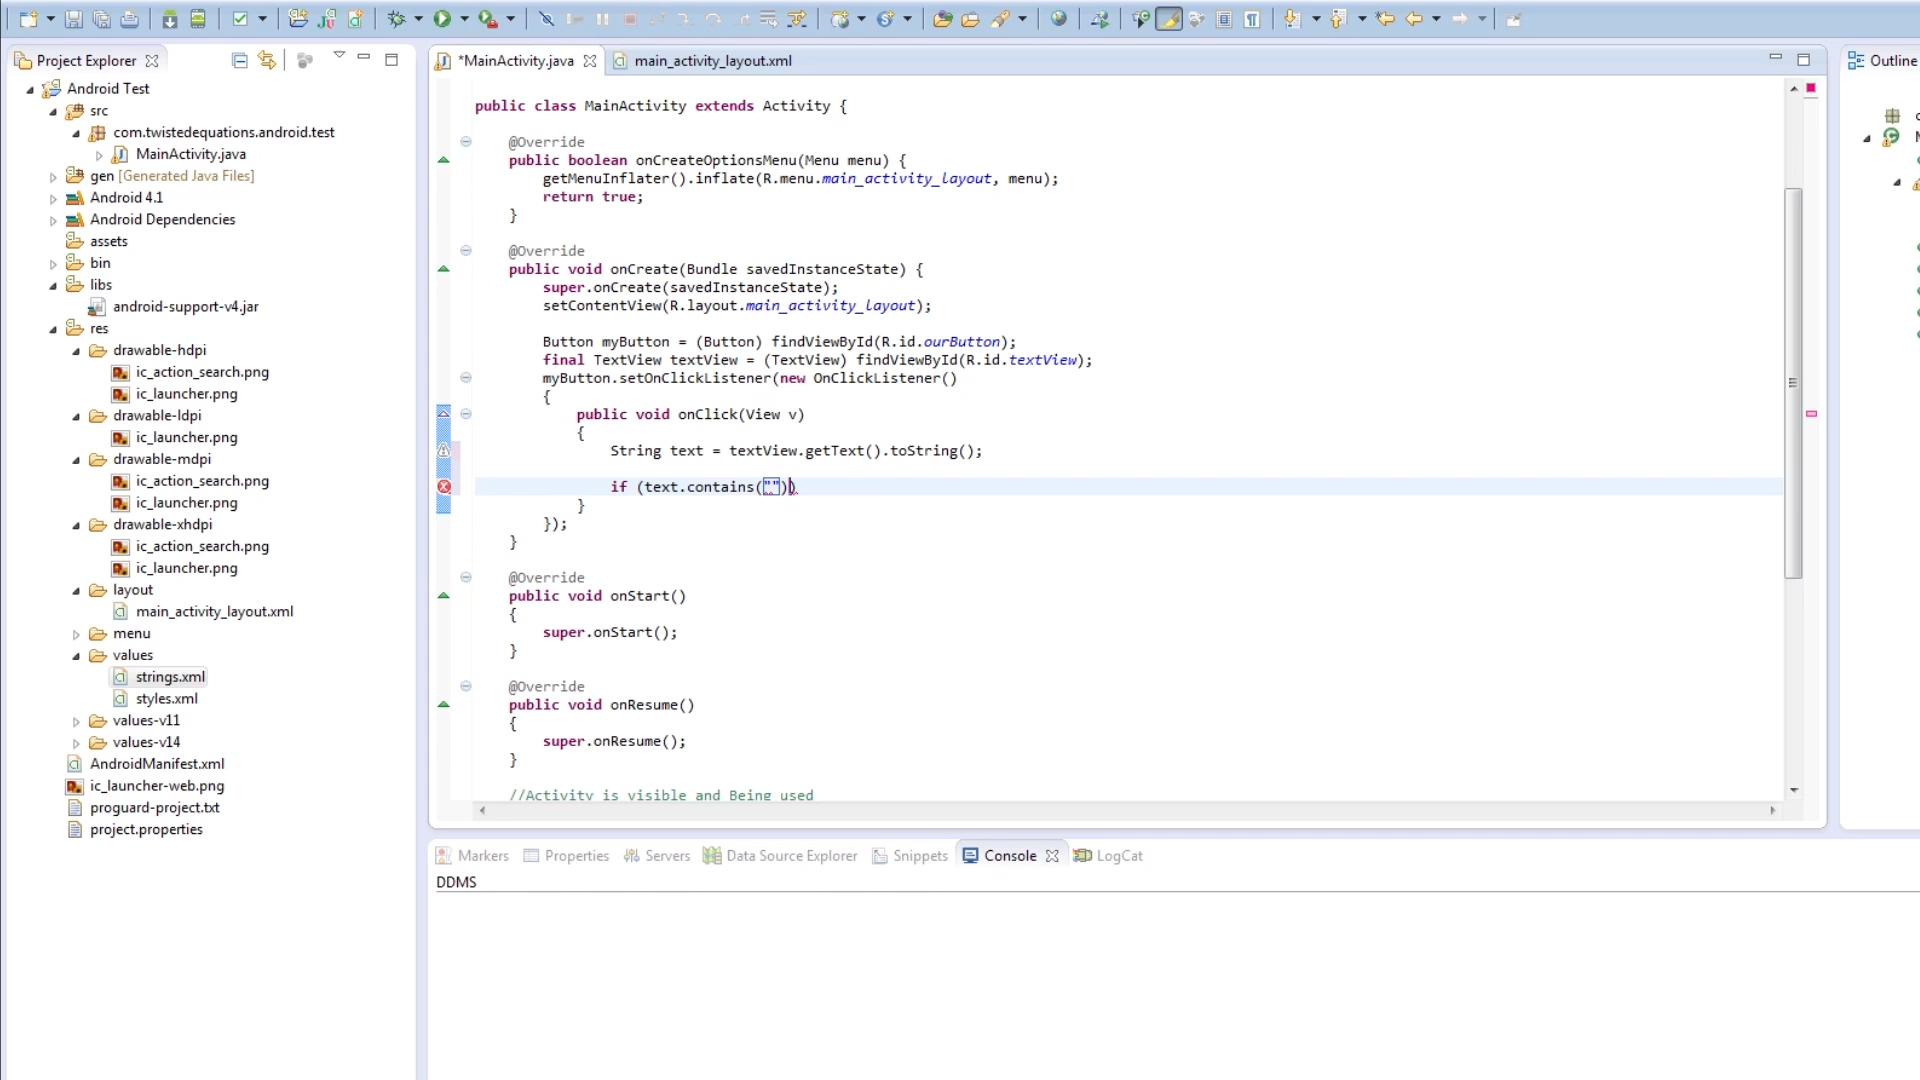 Project Explorer
Android Test
src
com.twistedequations.android.test
MainActivity.java
gen [Generated Java Files]
Android 4.1
Android Dependencies
assets
bin
libs
android-support-v4.jar
res
drawable-hdpi
ic_action_search.png
ic_launcher.png
drawable-ldpi
ic_launcher.png
drawable-mdpi
ic_action_search.png
ic_launcher.png
drawable-xhdpi
ic_action_search.png
ic_launcher.png
layout
main_activity_layout.xml
menu
values
strings.xml
styles.xml
values-v11
values-v14
AndroidManifest.xml
ic_launcher-web.png
proguard-project.txt
project.properties
*MainActivity.java
main_activity_layout.xml
public class MainActivity extends Activity {
@Override
public boolean onCreateOptionsMenu(Menu menu) {
getMenuInflater().inflate(R.menu.main_activity_layout, menu);
return true;
}
@Override
public void onCreate(Bundle savedInstanceState) {
super.onCreate(savedInstanceState);
setContentView(R.layout.main_activity_layout);
Button myButton = (Button) findViewById(R.id.ourButton);
final TextView textView = (TextView) findViewById(R.id.textView);
myButton.setOnClickListener(new OnClickListener()
{
public void onClick(View v)
{
String text = textView.getText().toString();
if (text.contains(""))
}
});
}
@Override
public void onStart()
{
super.onStart();
}
@Override
public void onResume()
{
super.onResume();
}
//Activity is visible and Being used
Outline
Markers Properties Servers Data Source Explorer Snippets Console LogCat
DDMS